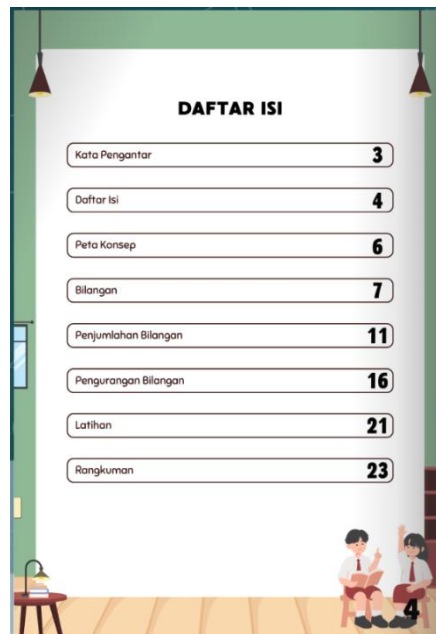 DAFTAR ISI
Kata Pengantar 3
Daftar Isi 4
Peta Konsep 6
Bilangan 7
Penjumlahan Bilangan 11
Pengurangan Bilangan 16
Latihan 21
Rangkuman 23
4